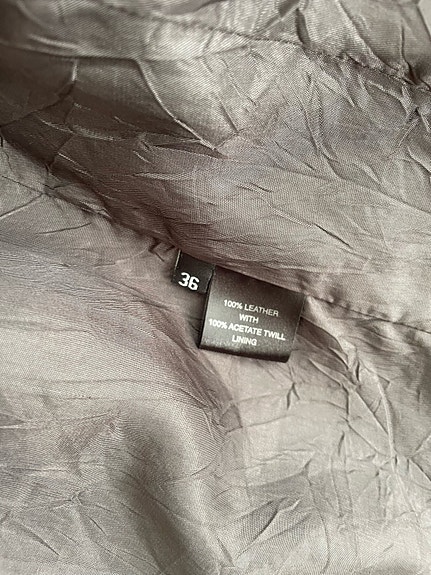 36
100% LEATHER
WITH
100% ACETATE TWILL
LINING